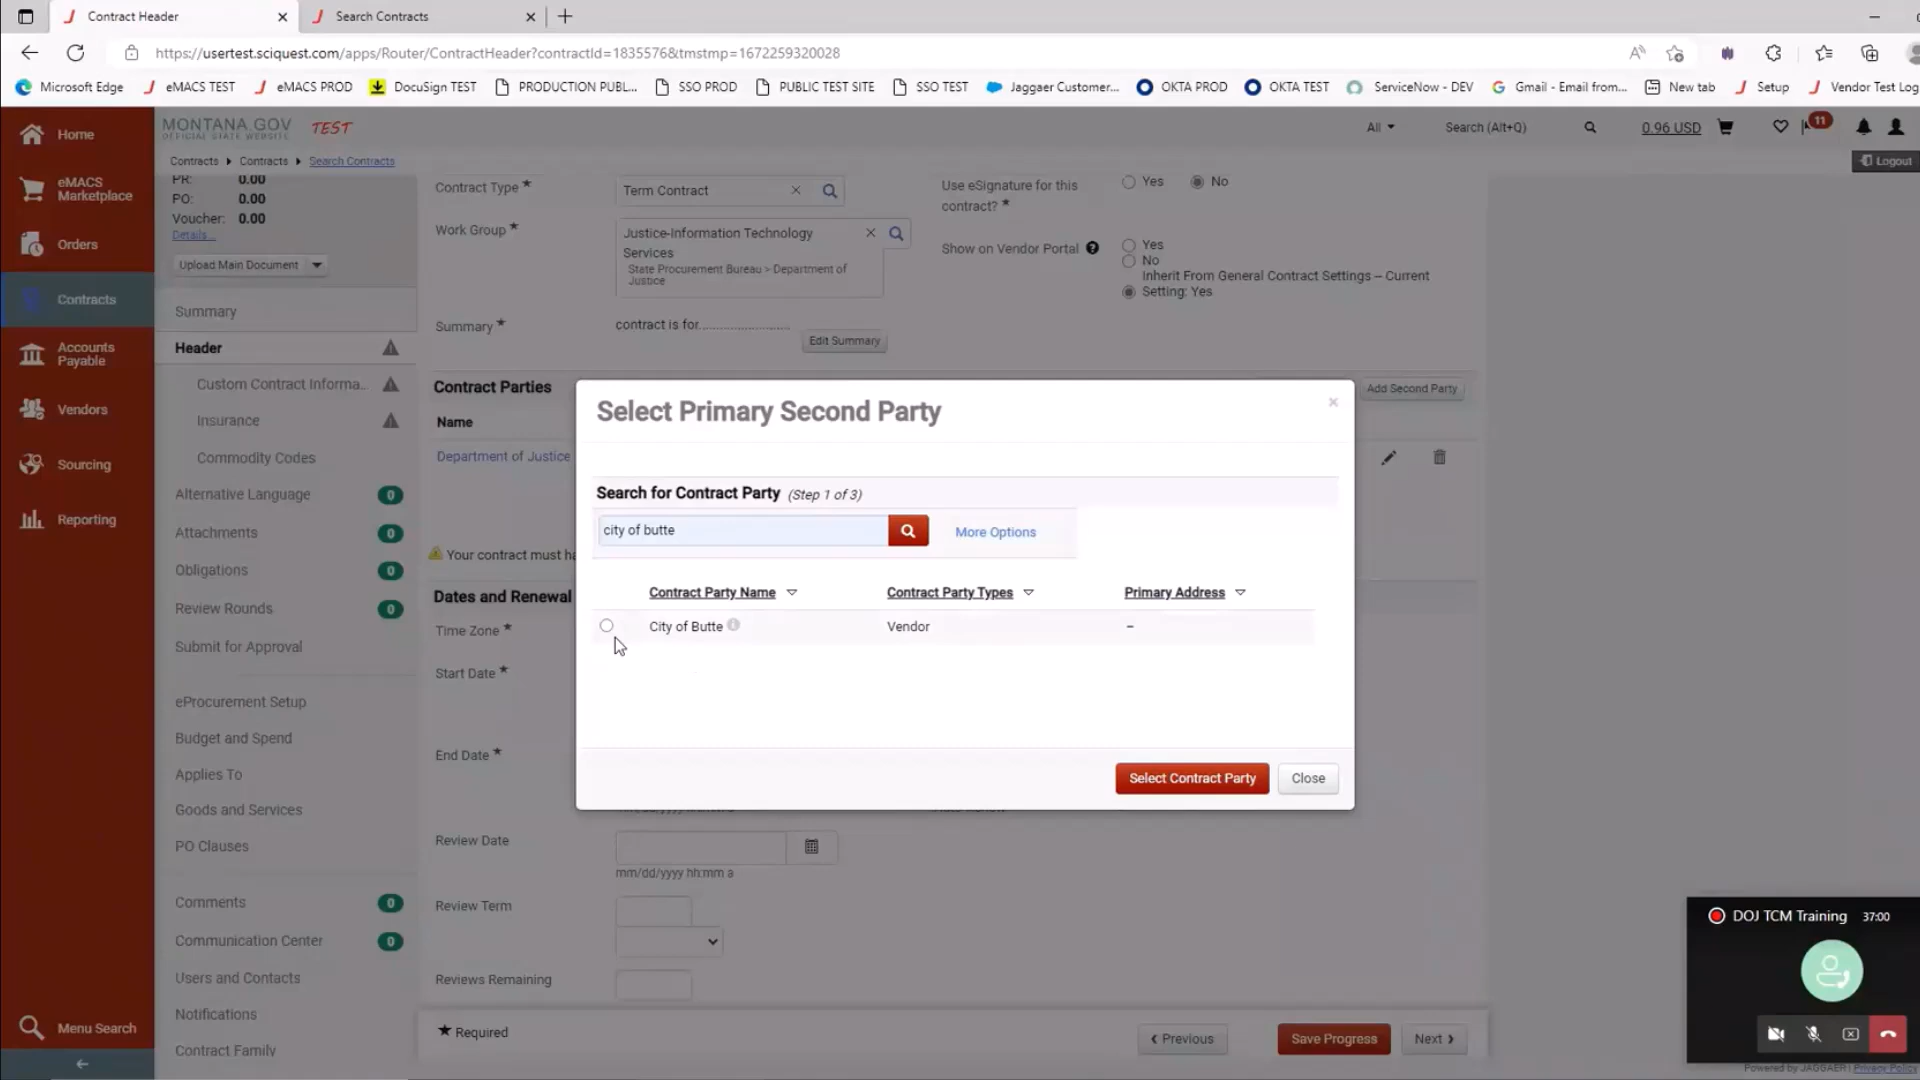 Contract Header
Search Contracts
https://usertest.sciquest.com/apps/Router/ContractHeader?contractId=1835576&tmstmp=1672259320028
Microsoft Edge
eMACS TEST
eMACS PROD
DocuSign TEST
PRODUCTION PUBL...
SSO PROD
PUBLIC TEST SITE
SSO TEST
Jaggaer Customer...
OKTA PROD
OKTA TEST
ServiceNow - DEV
Gmail - Email from...
New tab
Setup
Vendor Test Log
Home
eMACS
Marketplace
Orders
Contracts
Accounts
Payable
Vendors
Sourcing
Reporting
Menu Search
MONTANA.GOV
OFFICIAL STATE WEBSITE
TEST
All
Search (Alt+Q)
0.96 USD
11
Logout
Contracts
Contracts
Search Contracts
PR: 0.00
PO: 0.00
Voucher: 0.00
Details...
Upload Main Document
Summary
Header
Custom Contract Informa..
Insurance
Commodity Codes
Alternative Language 0
Attachments 0
Obligations 0
Review Rounds 0
Submit for Approval
eProcurement Setup
Budget and Spend
Applies To
Goods and Services
PO Clauses
Comments 0
Communication Center 0
Users and Contacts
Notifications
Contract Family
Contract Type *
Term Contract
Work Group *
Justice-Information Technology
Services
State Procurement Bureau > Department of
Justice
Summary *
contract is for........................
Edit Summary
Use eSignature for this
contract? *
Yes
No
Show on Vendor Portal
Yes
No
Inherit From General Contract Settings – Current
Setting: Yes
Contract Parties
Add Second Party
Name
Department of Justice
Your contract must ha
Dates and Renewal
Time Zone *
Start Date *
End Date *
Review Date
mm/dd/yyyy hh:mm a
Review Term
Reviews Remaining
★ Required
Previous
Save Progress
Next
Select Primary Second Party
×
Search for Contract Party (Step 1 of 3)
city of butte
More Options
Contract Party Name
Contract Party Types
Primary Address
City of Butte
Vendor
–
Select Contract Party
Close
DOJ TCM Training 37:00
Powered by JAGGAER | Privacy Policy